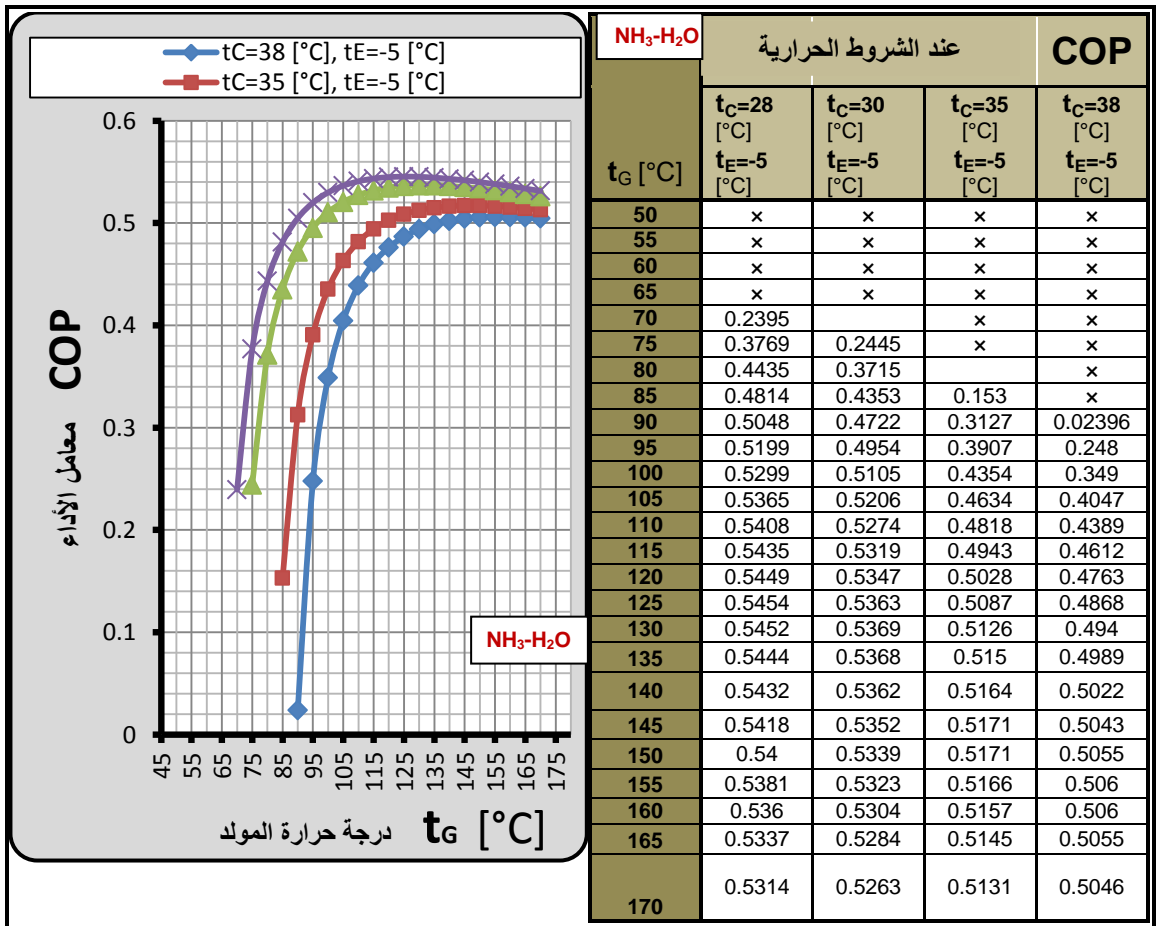 tC=38 [°C], tE=-5 [°C]
tC=35 [°C], tE=-5 [°C]
0.6
0.5
0.4
0.3
0.2
0.1
0
معامل الأداء COP
NH₃-H₂O
45 55 65 75 85 95 105 115 125 135 145 155 165 175
درجة حرارة المولد tG [°C]
NH₃-H₂O عند الشروط الحرارية COP
tG [°C] tC=28 [°C] tE=-5 [°C] tC=30 [°C] tE=-5 [°C] tC=35 [°C] tE=-5 [°C] tC=38 [°C] tE=-5 [°C]
50 × × × ×
55 × × × ×
60 × × × ×
65 × × × ×
70 0.2395 × ×
75 0.3769 0.2445 × ×
80 0.4435 0.3715 ×
85 0.4814 0.4353 0.153 ×
90 0.5048 0.4722 0.3127 0.02396
95 0.5199 0.4954 0.3907 0.248
100 0.5299 0.5105 0.4354 0.349
105 0.5365 0.5206 0.4634 0.4047
110 0.5408 0.5274 0.4818 0.4389
115 0.5435 0.5319 0.4943 0.4612
120 0.5449 0.5347 0.5028 0.4763
125 0.5454 0.5363 0.5087 0.4868
130 0.5452 0.5369 0.5126 0.494
135 0.5444 0.5368 0.515 0.4989
140 0.5432 0.5362 0.5164 0.5022
145 0.5418 0.5352 0.5171 0.5043
150 0.54 0.5339 0.5171 0.5055
155 0.5381 0.5323 0.5166 0.506
160 0.536 0.5304 0.5157 0.506
165 0.5337 0.5284 0.5145 0.5055
170 0.5314 0.5263 0.5131 0.5046